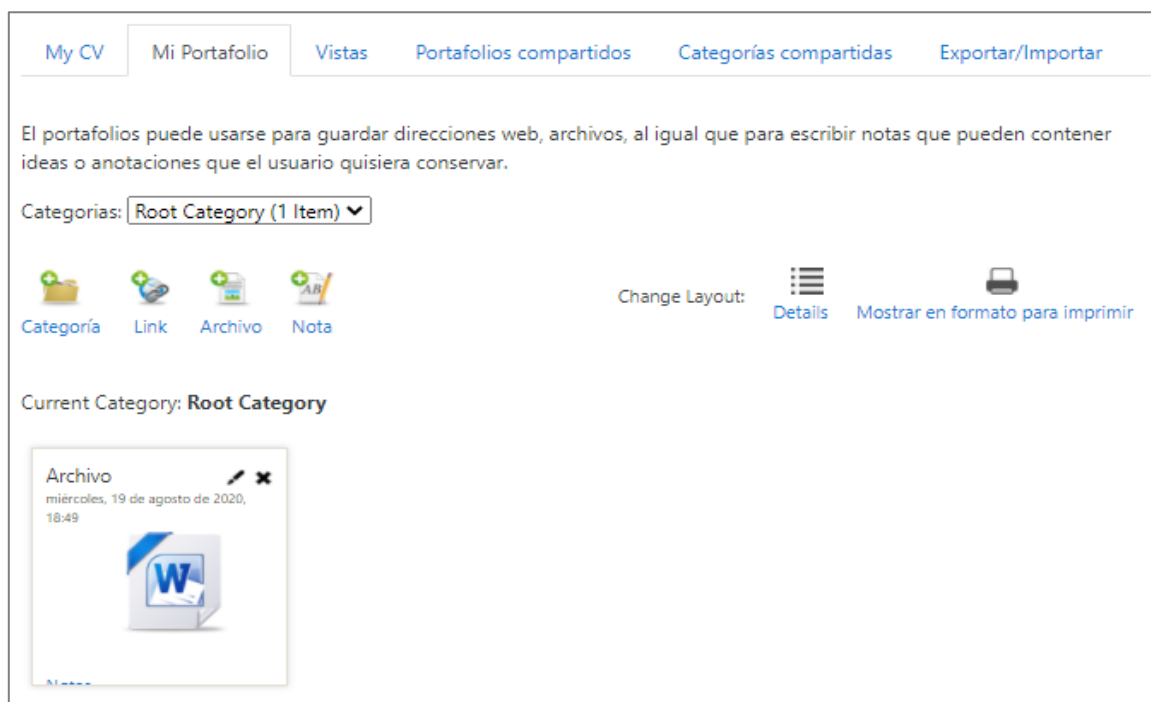 My CV Mi Portafolio Vistas Portafolios compartidos Categorías compartidas Exportar/Importar
El portafolios puede usarse para guardar direcciones web, archivos, al igual que para escribir notas que pueden contener
ideas o anotaciones que el usuario quisiera conservar.
Categorias: Root Category (1 Item)
Change Layout:
Categoría Link Archivo Nota Details Mostrar en formato para imprimir
Current Category: Root Category
Archivo
miércoles, 19 de agosto de 2020,
18:49
W